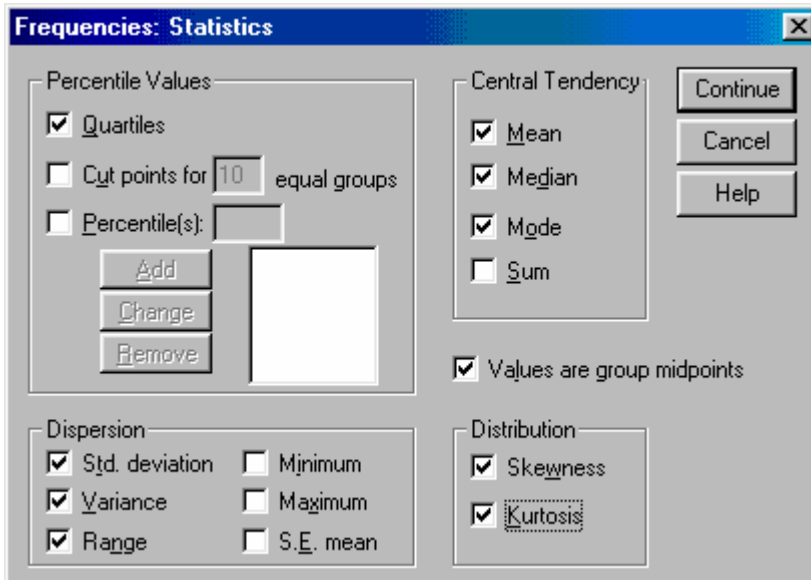 Frequencies: Statistics
Percentile Values
Quartiles
Cut points for 10 equal groups
Percentile(s):
Add
Change
Remove
Central Tendency
Mean
Median
Mode
Sum
Continue
Cancel
Help
Values are group midpoints
Dispersion
Std. deviation
Minimum
Variance
Maximum
Range
S.E. mean
Distribution
Skewness
Kurtosis